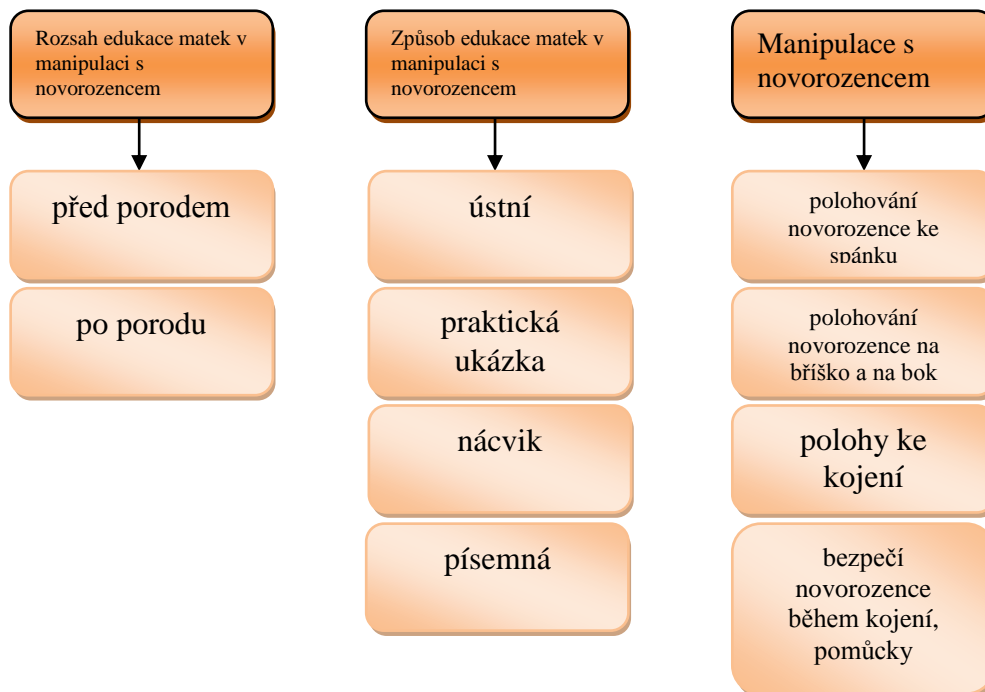 Rozsah edukace matek v
manipulaci s
novorozencem
před porodem
po porodu
Způsob edukace matek v
manipulaci s
novorozencem
ústní
praktická
ukázka
nácvik
písemná
Manipulace s
novorozencem
polohování
novorozence ke
spánku
polohování
novorozence na
bříško a na bok
polohy ke
kojení
bezpečí
novorozence
během kojení,
pomůcky